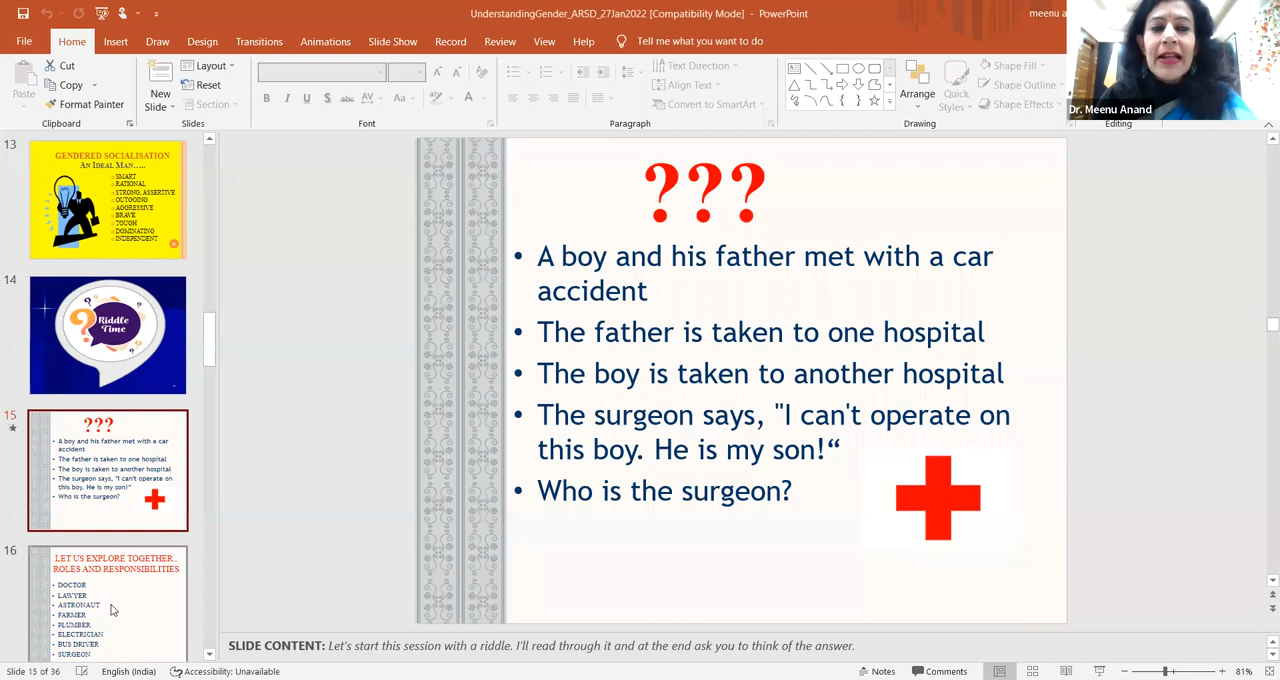 UnderstandingGender_ARSD_27Jan2022 [Compatibility Mode] - PowerPoint
meenu a
File Home Insert Draw Design Transitions Animations Slide Show Record Review View Help Tell me what you want to do
Paste
Cut
Copy
Format Painter
Clipboard
New
Slide
Layout
Reset
Section
Slides
B I U S abc AV Aa A
Font
Text Direction
Align Text
Convert to SmartArt
Paragraph
Arrange
Quick
Styles
Shape Fill
Shape Outline
Shape Effects
Drawing
Editing
Dr. Meenu Anand
13
GENDERED SOCIALISATION
AN IDEAL MAN.....
SMART
RATIONAL
STRONG, ASSERTIVE
OUTGOING
AGGRESSIVE
BRAVE
TOUGH
DOMINATING
INDEPENDENT
14
Riddle
Time
15
???
• A boy and his father met with a car
accident
• The father is taken to one hospital
• The boy is taken to another hospital
• The surgeon says, "I can't operate on
this boy. He is my son!“
• Who is the surgeon?
16
LET US EXPLORE TOGETHER..
ROLES AND RESPONSIBILITIES
• DOCTOR
• LAWYER
• ASTRONAUT
• FARMER
• PLUMBER
• ELECTRICIAN
• BUS DRIVER
• SURGEON
???
• A boy and his father met with a car
accident
• The father is taken to one hospital
• The boy is taken to another hospital
• The surgeon says, "I can't operate on
this boy. He is my son!“
• Who is the surgeon?
SLIDE CONTENT: Let's start this session with a riddle. I'll read through it and at the end ask you to think of the answer.
Slide 15 of 36 English (India) Accessibility: Unavailable Notes Comments 81%